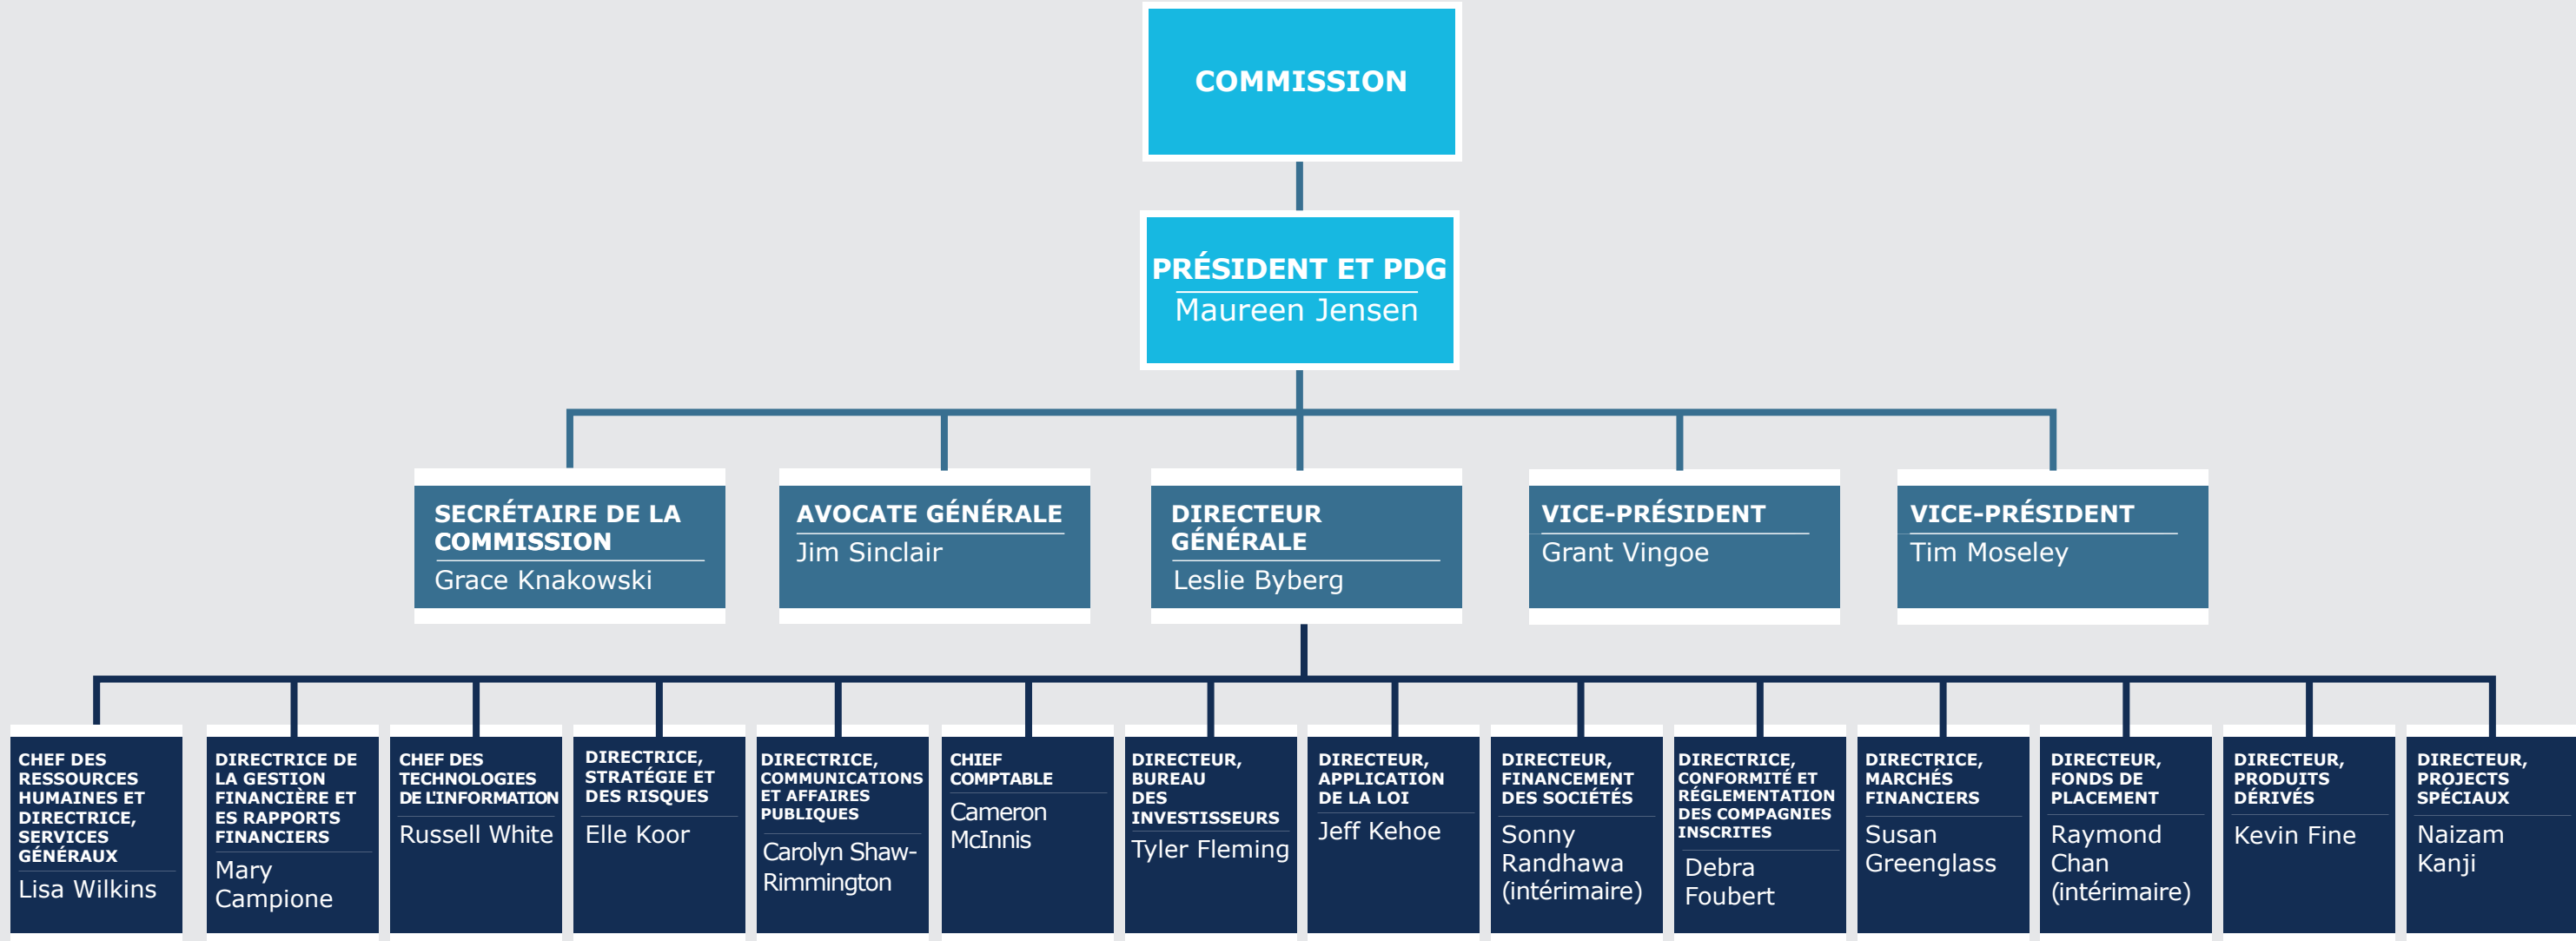 COMMISSION
PRÉSIDENT ET PDG
Maureen Jensen
SECRÉTAIRE DE LA
COMMISSION
Grace Knakowski
AVOCATE GÉNÉRALE
Jim Sinclair
DIRECTEUR
GÉNÉRALE
Leslie Byberg
VICE-PRÉSIDENT
Grant Vingoe
VICE-PRÉSIDENT
Tim Moseley
CHEF DES
RESSOURCES
HUMAINES ET
DIRECTRICE,
SERVICES
GÉNÉRAUX
Lisa Wilkins
DIRECTRICE DE
LA GESTION
FINANCIÈRE ET
ES RAPPORTS
FINANCIERS
Mary
Campione
CHEF DES
TECHNOLOGIES
DE L'INFORMATION
Russell White
DIRECTRICE,
STRATÉGIE ET
DES RISQUES
Elle Koor
DIRECTRICE,
COMMUNICATIONS
ET AFFAIRES
PUBLIQUES
Carolyn Shaw-
Rimmington
CHIEF
COMPTABLE
Cameron
McInnis
DIRECTEUR,
BUREAU
DES
INVESTISSEURS
Tyler Fleming
DIRECTEUR,
APPLICATION
DE LA LOI
Jeff Kehoe
DIRECTEUR,
FINANCEMENT
DES SOCIÉTÉS
Sonny
Randhawa
(intérimaire)
DIRECTRICE,
CONFORMITÉ ET
RÉGLEMENTATION
DES COMPAGNIES
INSCRITES
Debra
Foubert
DIRECTRICE,
MARCHÉS
FINANCIERS
Susan
Greenglass
DIRECTEUR,
FONDS DE
PLACEMENT
Raymond
Chan
(intérimaire)
DIRECTEUR,
PRODUITS
DÉRIVÉS
Kevin Fine
DIRECTEUR,
PROJECTS
SPÉCIAUX
Naizam
Kanji